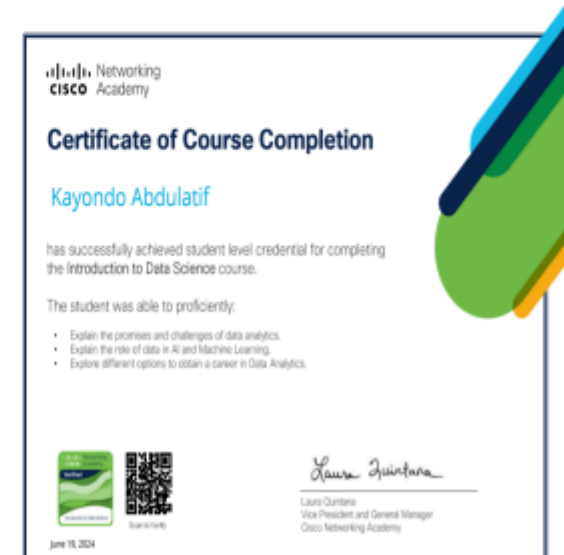 Networking
CISCO Academy
Certificate of Course Completion
Kayondo Abdulatif
has successfully achieved student level credential for completing
the Introduction to Data Science course.
The student was able to proficiently:
• Explain the promises and challenges of data analytics.
• Explain the role of data in AI and Machine Learning.
• Explore different options to obtain a career in Data Analytics.
Scan to Verify
Laura Quintana
Laura Quintana
Vice President and General Manager
Cisco Networking Academy
June 19, 2024